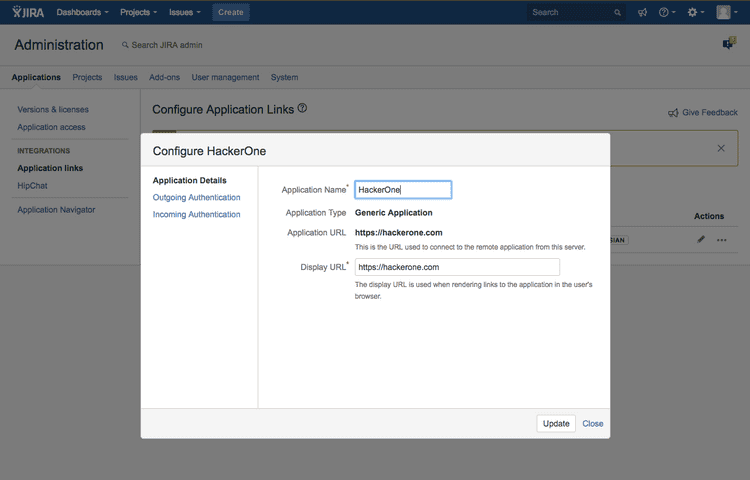 JIRA Dashboards Projects Issues Create Search
Administration Search JIRA admin
Applications Projects Issues Add-ons User management System
Versions & licenses
Application access
INTEGRATIONS
Application links
HipChat
Application Navigator
Configure Application Links
Give Feedback
Actions
SIAN
Configure HackerOne
Application Details
Outgoing Authentication
Incoming Authentication
Application Name* HackerOne
Application Type Generic Application
Application URL https://hackerone.com
This is the URL used to connect to the remote application from this server.
Display URL* https://hackerone.com
The display URL is used when rendering links to the application in the user's
browser.
Update Close